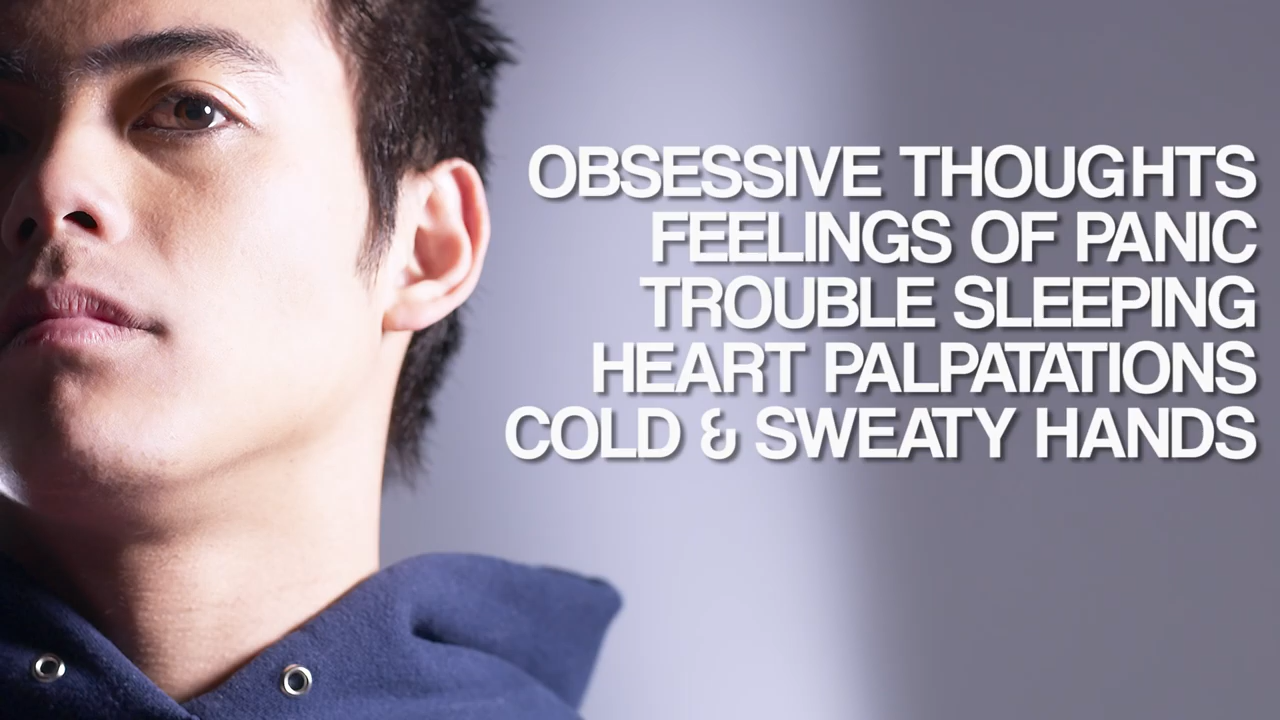 OBSESSIVE THOUGHTS
FEELINGS OF PANIC
TROUBLE SLEEPING
HEART PALPATATIONS
COLD & SWEATY HANDS